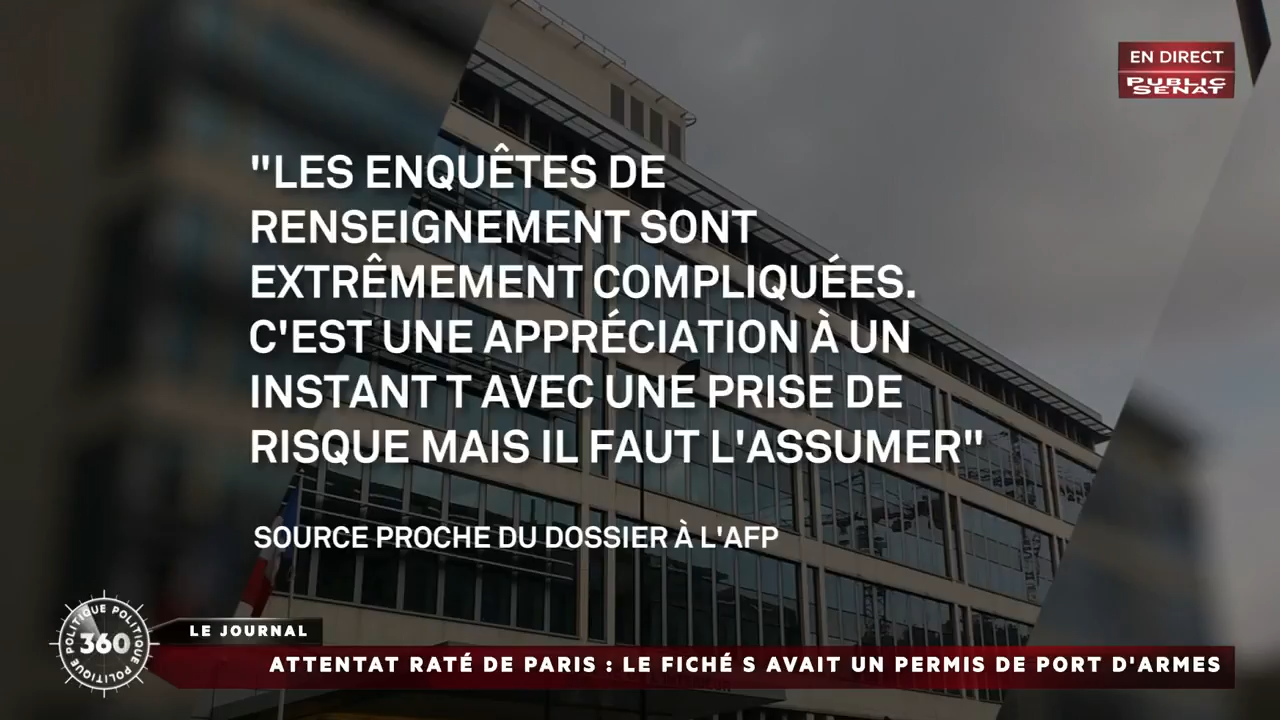 EN DIRECT
PUBLIC
SENAT
"LES ENQUÊTES DE
RENSEIGNEMENT SONT
EXTRÊMEMENT COMPLIQUÉES.
C'EST UNE APPRÉCIATION À UN
INSTANT T AVEC UNE PRISE DE
RISQUE MAIS IL FAUT L'ASSUMER"
SOURCE PROCHE DU DOSSIER À L'AFP
POLITIQUE POLITIQUE POLITIQUE
360
LE JOURNAL
ATTENTAT RATÉ DE PARIS : LE FICHÉ S AVAIT UN PERMIS DE PORT D'ARMES